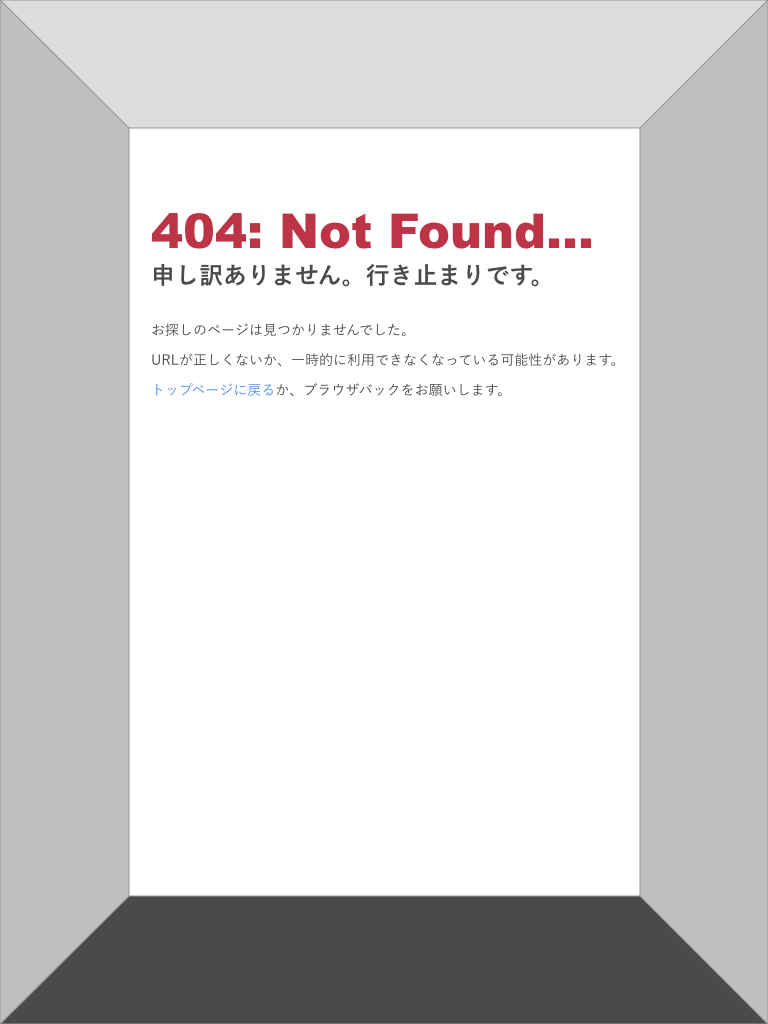 404: Not Found...
申し訳ありません。行き止まりです。
お探しのページは見つかりませんでした。
URLが正しくないか、一時的に利用できなくなっている可能性があります。
トップページに戻るか、ブラウザバックをお願いします。